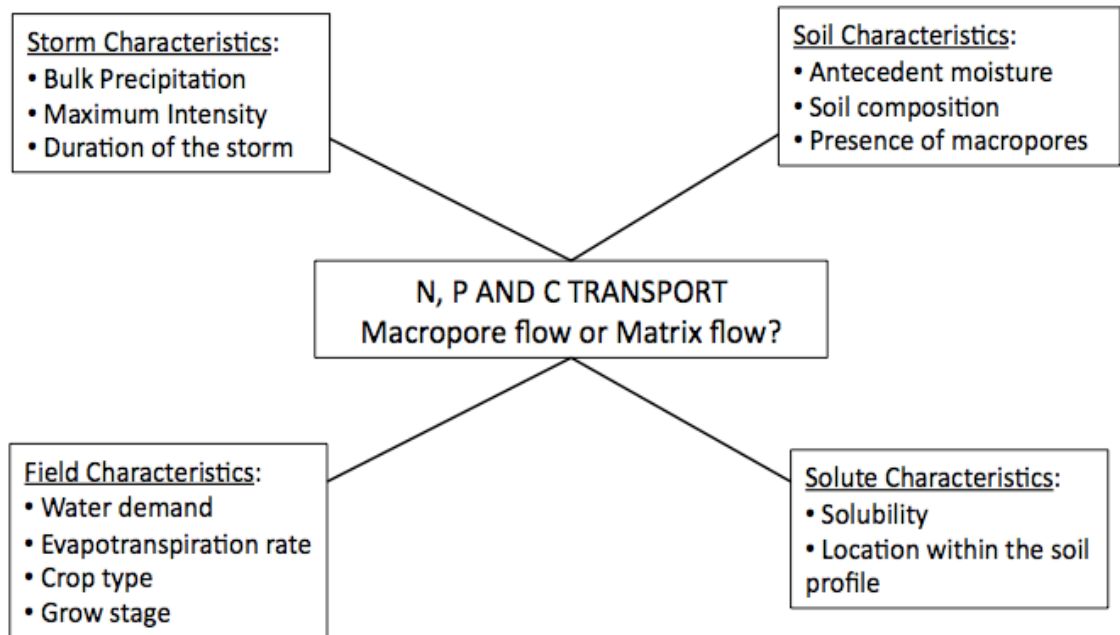 Storm Characteristics:
• Bulk Precipitation
• Maximum Intensity
• Duration of the storm
Soil Characteristics:
• Antecedent moisture
• Soil composition
• Presence of macropores
N, P AND C TRANSPORT
Macropore flow or Matrix flow?
Field Characteristics:
• Water demand
• Evapotranspiration rate
• Crop type
• Grow stage
Solute Characteristics:
• Solubility
• Location within the soil
profile